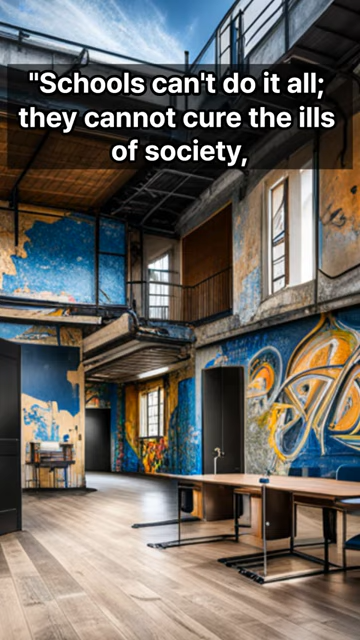 "Schools can't do it all;
they cannot cure the ills
of society,